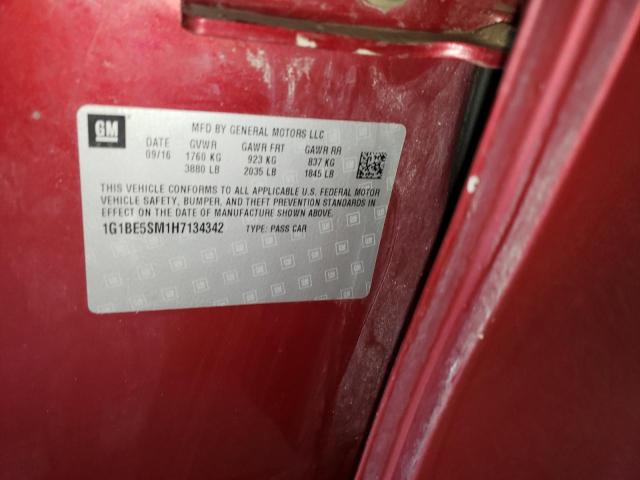 GM
MFD BY GENERAL MOTORS LLC
DATE GVWR GAWR FRT GAWR RR
09/16 1760 KG 923 KG 837 KG
3880 LB 2035 LB 1845 LB
THIS VEHICLE CONFORMS TO ALL APPLICABLE U.S. FEDERAL MOTOR
VEHICLE SAFETY, BUMPER, AND THEFT PREVENTION STANDARDS IN
EFFECT ON THE DATE OF MANUFACTURE SHOWN ABOVE.
1G1BE5SM1H7134342 TYPE: PASS CAR